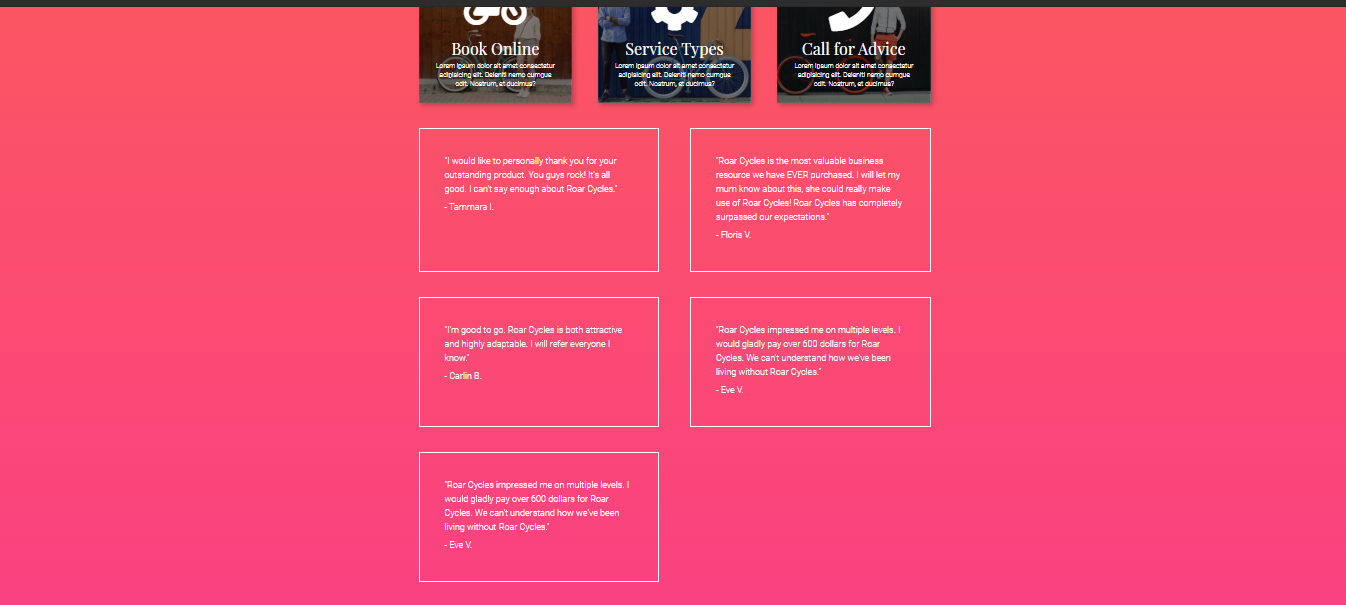 Book Online
Lorem ipsum dolor sit amet consectetur
adipisicing elit. Deleniti nemo cumque
odit. Nostrum, et ducimus?
Service Types
Lorem ipsum dolor sit amet consectetur
adipisicing elit. Deleniti nemo cumque
odit. Nostrum, et ducimus?
Call for Advice
Lorem ipsum dolor sit amet consectetur
adipisicing elit. Deleniti nemo cumque
odit. Nostrum, et ducimus?
"I would like to personally thank you for your
outstanding product. You guys rock! It's all
good. I can't say enough about Roar Cycles."
- Tammara I.
"Roar Cycles is the most valuable business
resource we have EVER purchased. I will let my
mum know about this, she could really make
use of Roar Cycles! Roar Cycles has completely
surpassed our expectations."
- Floris V.
"I'm good to go. Roar Cycles is both attractive
and highly adaptable. I will refer everyone I
know."
- Carlin B.
"Roar Cycles impressed me on multiple levels. I
would gladly pay over 600 dollars for Roar
Cycles. We can't understand how we've been
living without Roar Cycles."
- Eve V.
"Roar Cycles impressed me on multiple levels. I
would gladly pay over 600 dollars for Roar
Cycles. We can't understand how we've been
living without Roar Cycles."
- Eve V.